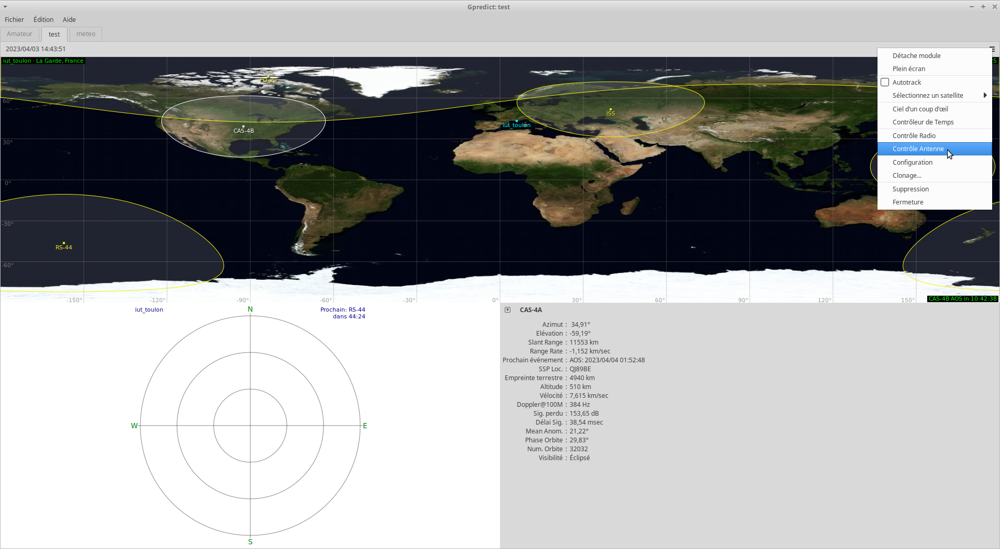 Gpredict: test
Fichier Édition Aide
Amateur test meteo
2023/04/03 14:43:51
iut_toulon · La Garde, France
5
Détache module
Plein écran
Autotrack
Sélectionnez un satellite
Ciel d'un coup d'œil
Contrôleur de Temps
Contrôle Radio
Contrôle Antenne
Configuration
Clonage...
Suppression
Fermeture
FO-29
60°
ISS
iut_toulon
CAS-4B
30°
0°
-30°
RS-44
-60°
-150° -120° -90° -60° -30° 0° 30° 60° 90° 120° 150°
CAS-4B AOS in 10:42:38
iut_toulon
N
Prochain: RS-44
dans 44:24
W
E
S
CAS-4A
Azimut : 34,91°
Elévation : -59,19°
Slant Range : 11553 km
Range Rate : -1,152 km/sec
Prochain événement : AOS: 2023/04/04 01:52:48
SSP Loc. : QJ89BE
Empreinte terrestre : 4940 km
Altitude : 510 km
Vélocité : 7,615 km/sec
Doppler@100M : 384 Hz
Sig. perdu : 153,65 dB
Délai Sig. : 38,54 msec
Mean Anom. : 21,22°
Phase Orbite : 29,83°
Num. Orbite : 32032
Visibilité : Éclipsé